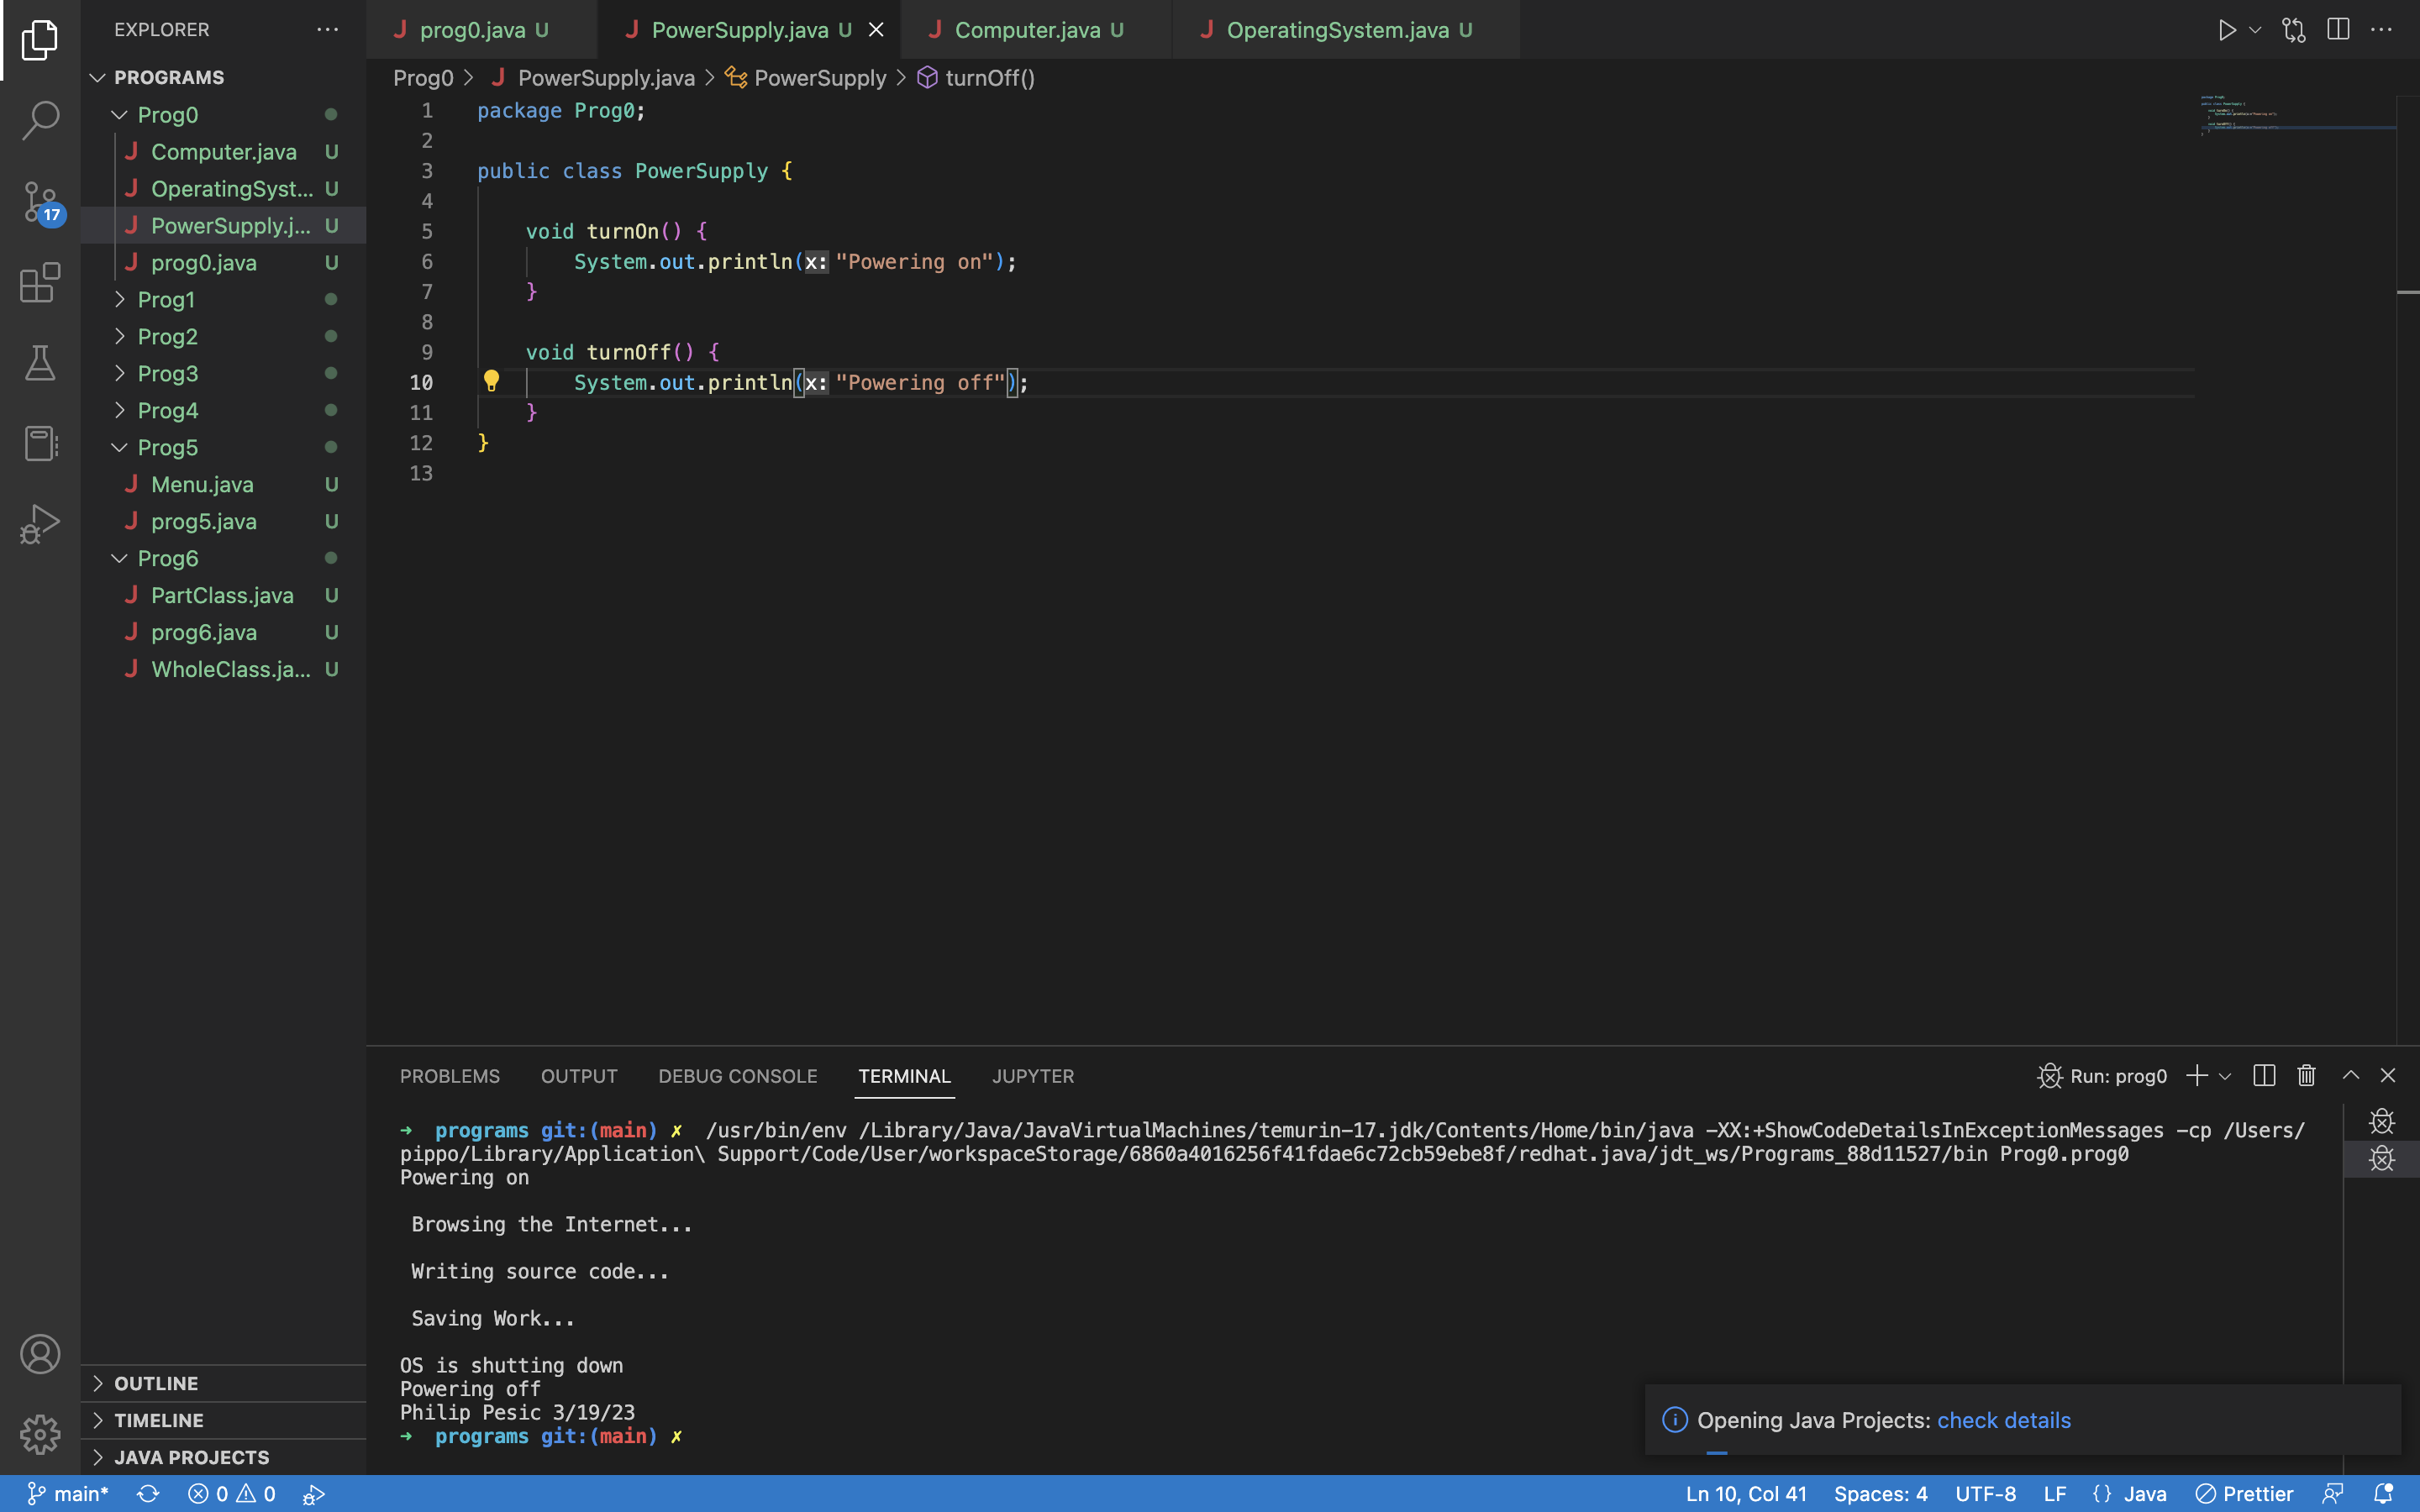 EXPLORER
PROGRAMS
Prog0
Computer.java U
OperatingSyst... U
PowerSupply.j... U
prog0.java U
Prog1
Prog2
Prog3
Prog4
Prog5
Menu.java U
prog5.java U
Prog6
PartClass.java U
prog6.java U
WholeClass.ja... U
OUTLINE
TIMELINE
JAVA PROJECTS
17
prog0.java U
PowerSupply.java U
Computer.java U
OperatingSystem.java U
Prog0 > PowerSupply.java > PowerSupply > turnOff()
1 package Prog0;
2
3 public class PowerSupply {
4
5 void turnOn() {
6 System.out.println(x: "Powering on");
7 }
8
9 void turnOff() {
10 System.out.println(x: "Powering off");
11 }
12 }
13
PROBLEMS OUTPUT DEBUG CONSOLE TERMINAL JUPYTER
Run: prog0
➜ programs git:(main) ✗ /usr/bin/env /Library/Java/JavaVirtualMachines/temurin-17.jdk/Contents/Home/bin/java -XX:+ShowCodeDetailsInExceptionMessages -cp /Users/
pippo/Library/Application\ Support/Code/User/workspaceStorage/6860a4016256f41fdae6c72cb59ebe8f/redhat.java/jdt_ws/Programs_88d11527/bin Prog0.prog0
Powering on
Browsing the Internet...
Writing source code...
Saving Work...
OS is shutting down
Powering off
Philip Pesic 3/19/23
➜ programs git:(main) ✗
Opening Java Projects: check details
main* 0 0
Ln 10, Col 41 Spaces: 4 UTF-8 LF {} Java Prettier